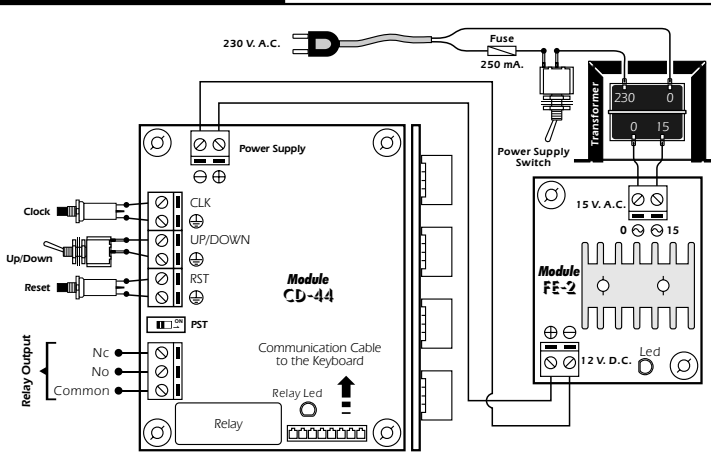 230 V. A.C.
Fuse
250 mA.
Power Supply
Switch
Transformer
230 0
0 15
Power Supply
⊖ ⊕
Clock
CLK
Up/Down
UP/DOWN
Reset
RST
ON
PST
Module
CD-44
Relay Output
Nc
No
Common
Communication Cable
to the Keyboard
Relay Led
Relay
15 V. A.C.
0 15
Module
FE-2
⊕ ⊖
12 V. D.C.
Led